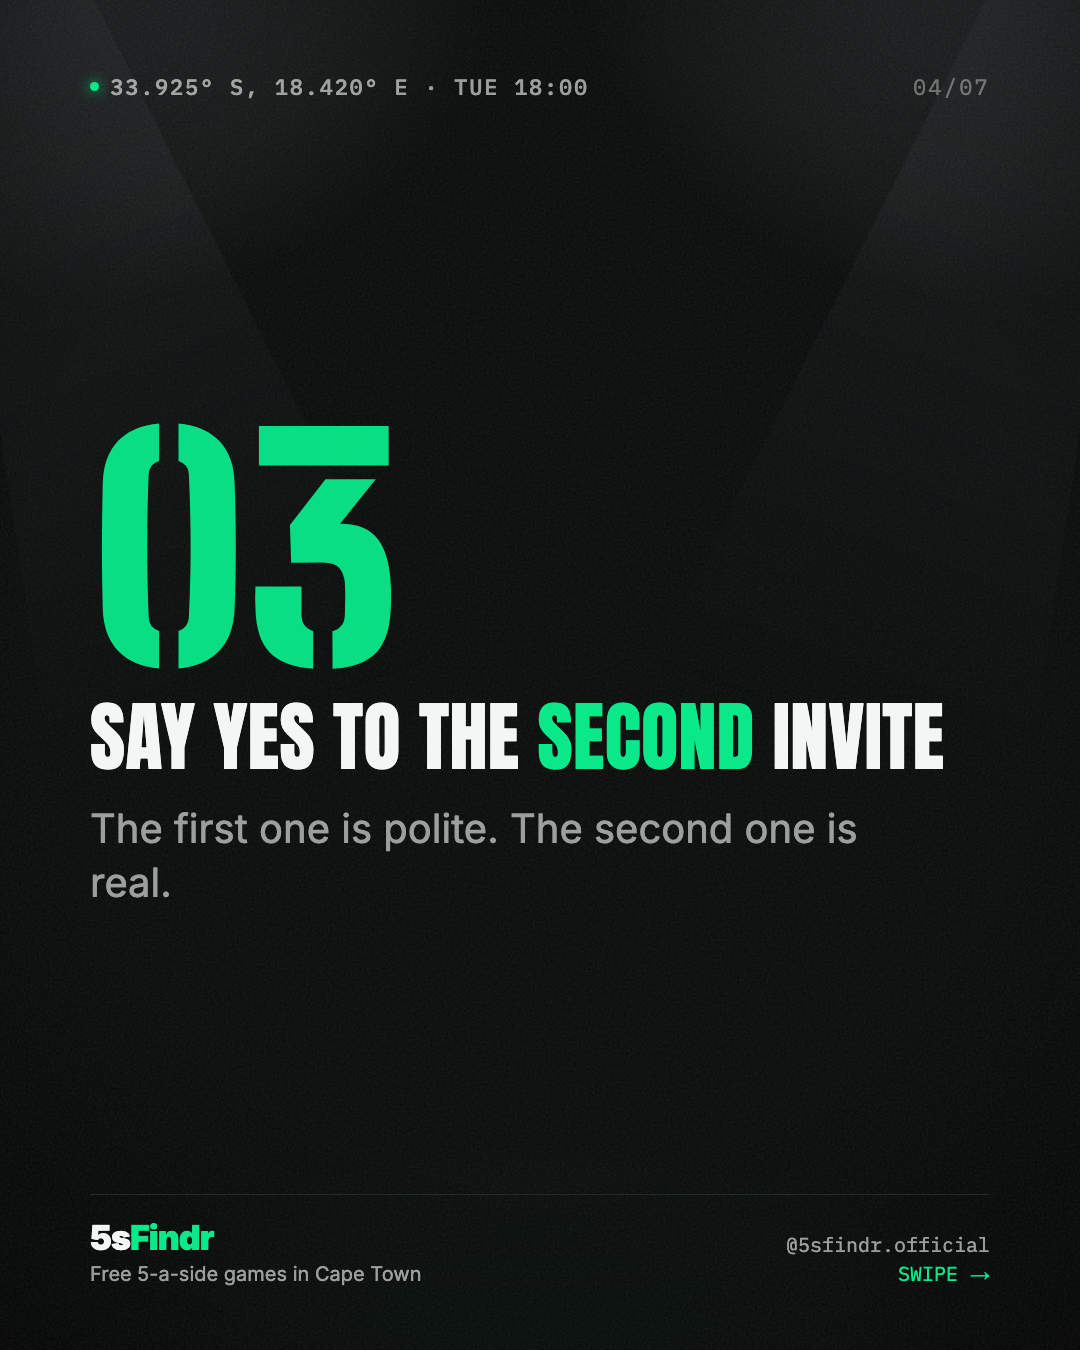 33.925° S, 18.420° E · TUE 18:00
04/07
03
SAY YES TO THE SECOND INVITE
The first one is polite. The second one is
real.
5sFindr
Free 5-a-side games in Cape Town
@5sfindr.official
SWIPE →